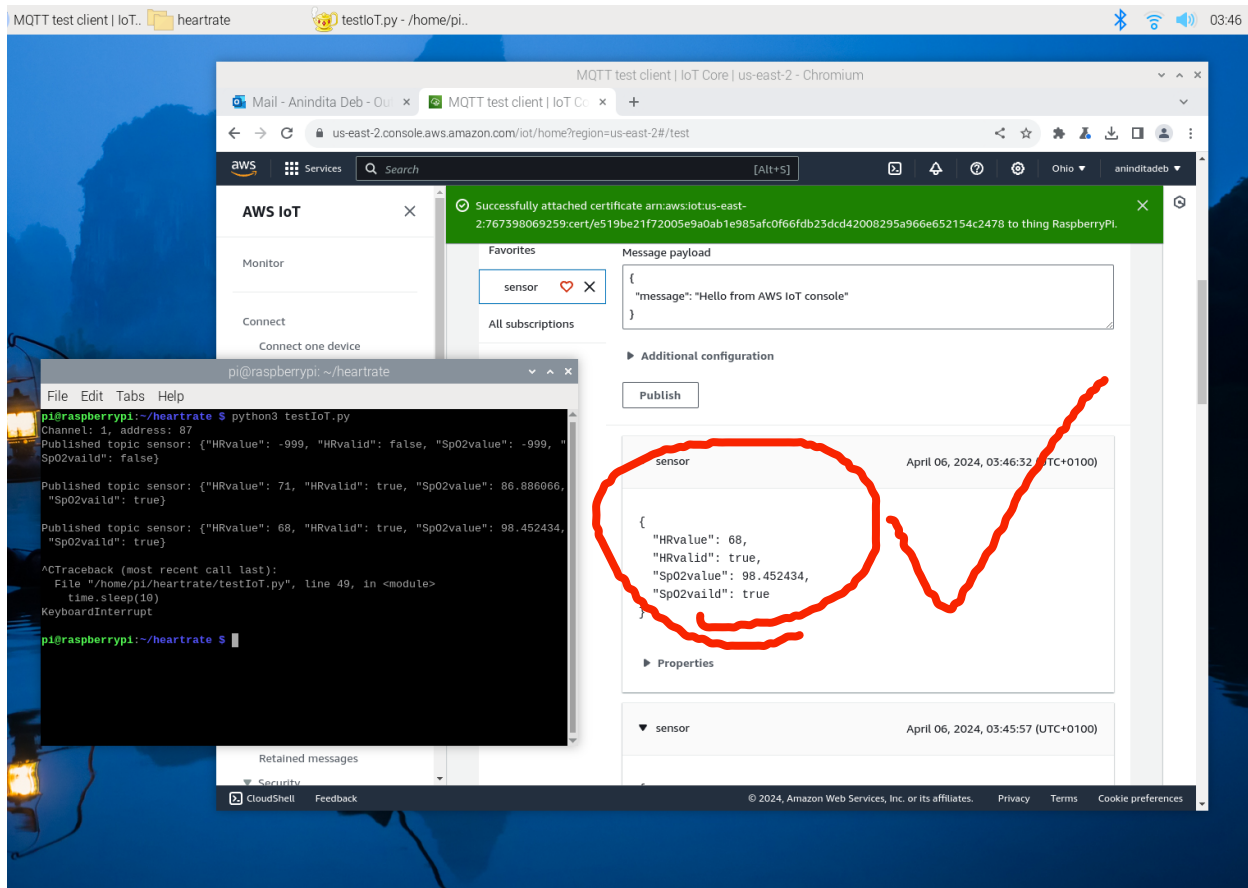 MQTT test client | IoT.. heartrate testIoT.py - /home/pi.. 03:46
MQTT test client | IoT Core | us-east-2 - Chromium
Mail - Anindita Deb - Ou MQTT test client | IoT Co
us-east-2.console.aws.amazon.com/iot/home?region=us-east-2#/test
aws Services Search [Alt+S] Ohio aninditadeb
AWS IoT
Monitor
Connect
Connect one device
Successfully attached certificate arn:aws:iot:us-east-
2:767398069259:cert/e519be21f72005e9a0ab1e985afc0f66fdb23dcd42008295a966e652154c2478 to thing RaspberryPi.
Favorites
sensor
All subscriptions
Message payload
{
"message": "Hello from AWS IoT console"
}
Additional configuration
Publish
sensor April 06, 2024, 03:46:32 (UTC+0100)
{
"HRvalue": 68,
"HRvalid": true,
"SpO2value": 98.452434,
"SpO2vaild": true
}
Properties
sensor April 06, 2024, 03:45:57 (UTC+0100)
pi@raspberrypi: ~/heartrate
File Edit Tabs Help
pi@raspberrypi:~/heartrate $ python3 testIoT.py
Channel: 1, address: 87
Published topic sensor: {"HRvalue": -999, "HRvalid": false, "SpO2value": -999, "
SpO2vaild": false}
Published topic sensor: {"HRvalue": 71, "HRvalid": true, "SpO2value": 86.886066,
"SpO2vaild": true}
Published topic sensor: {"HRvalue": 68, "HRvalid": true, "SpO2value": 98.452434,
"SpO2vaild": true}
^CTraceback (most recent call last):
File "/home/pi/heartrate/testIoT.py", line 49, in <module>
time.sleep(10)
KeyboardInterrupt
pi@raspberrypi:~/heartrate $
Retained messages
Security
CloudShell Feedback © 2024, Amazon Web Services, Inc. or its affiliates. Privacy Terms Cookie preferences